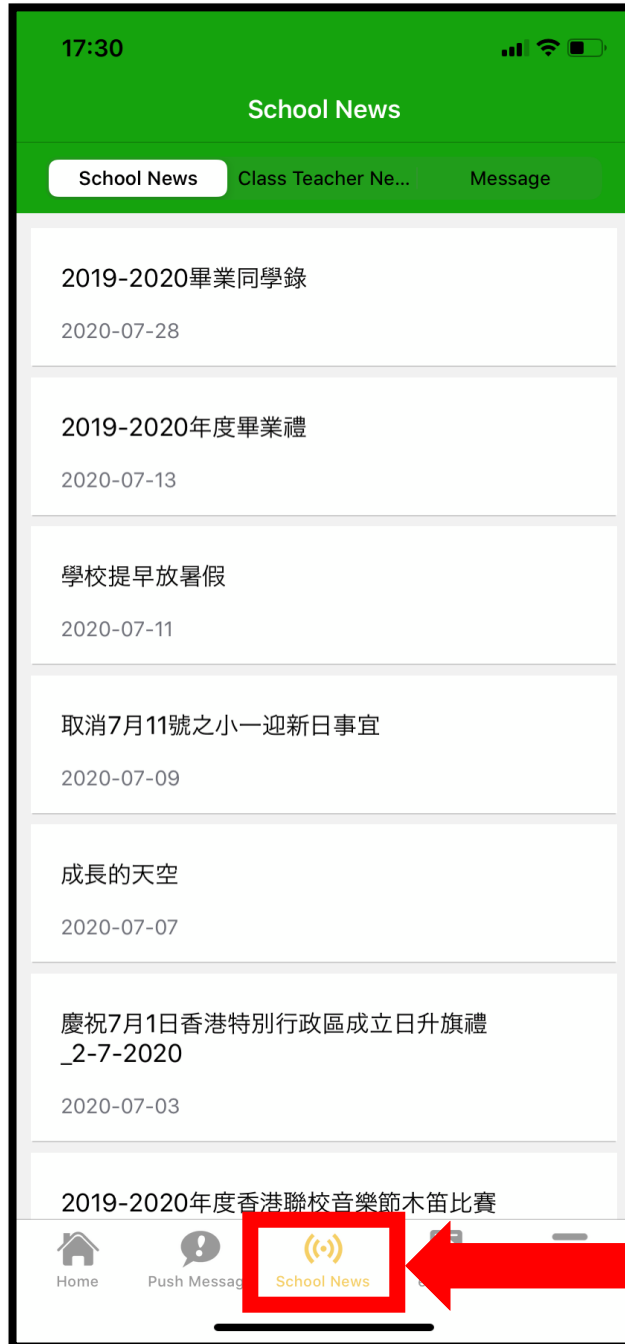 17:30
School News
School News
Class Teacher Ne...
Message
2019-2020畢業同學錄
2020-07-28
2019-2020年度畢業禮
2020-07-13
學校提早放暑假
2020-07-11
取消7月11號之小一迎新日事宜
2020-07-09
成長的天空
2020-07-07
慶祝7月1日香港特別行政區成立日升旗禮
_2-7-2020
2020-07-03
2019-2020年度香港聯校音樂節木笛比賽
Home
Push Messag
School News